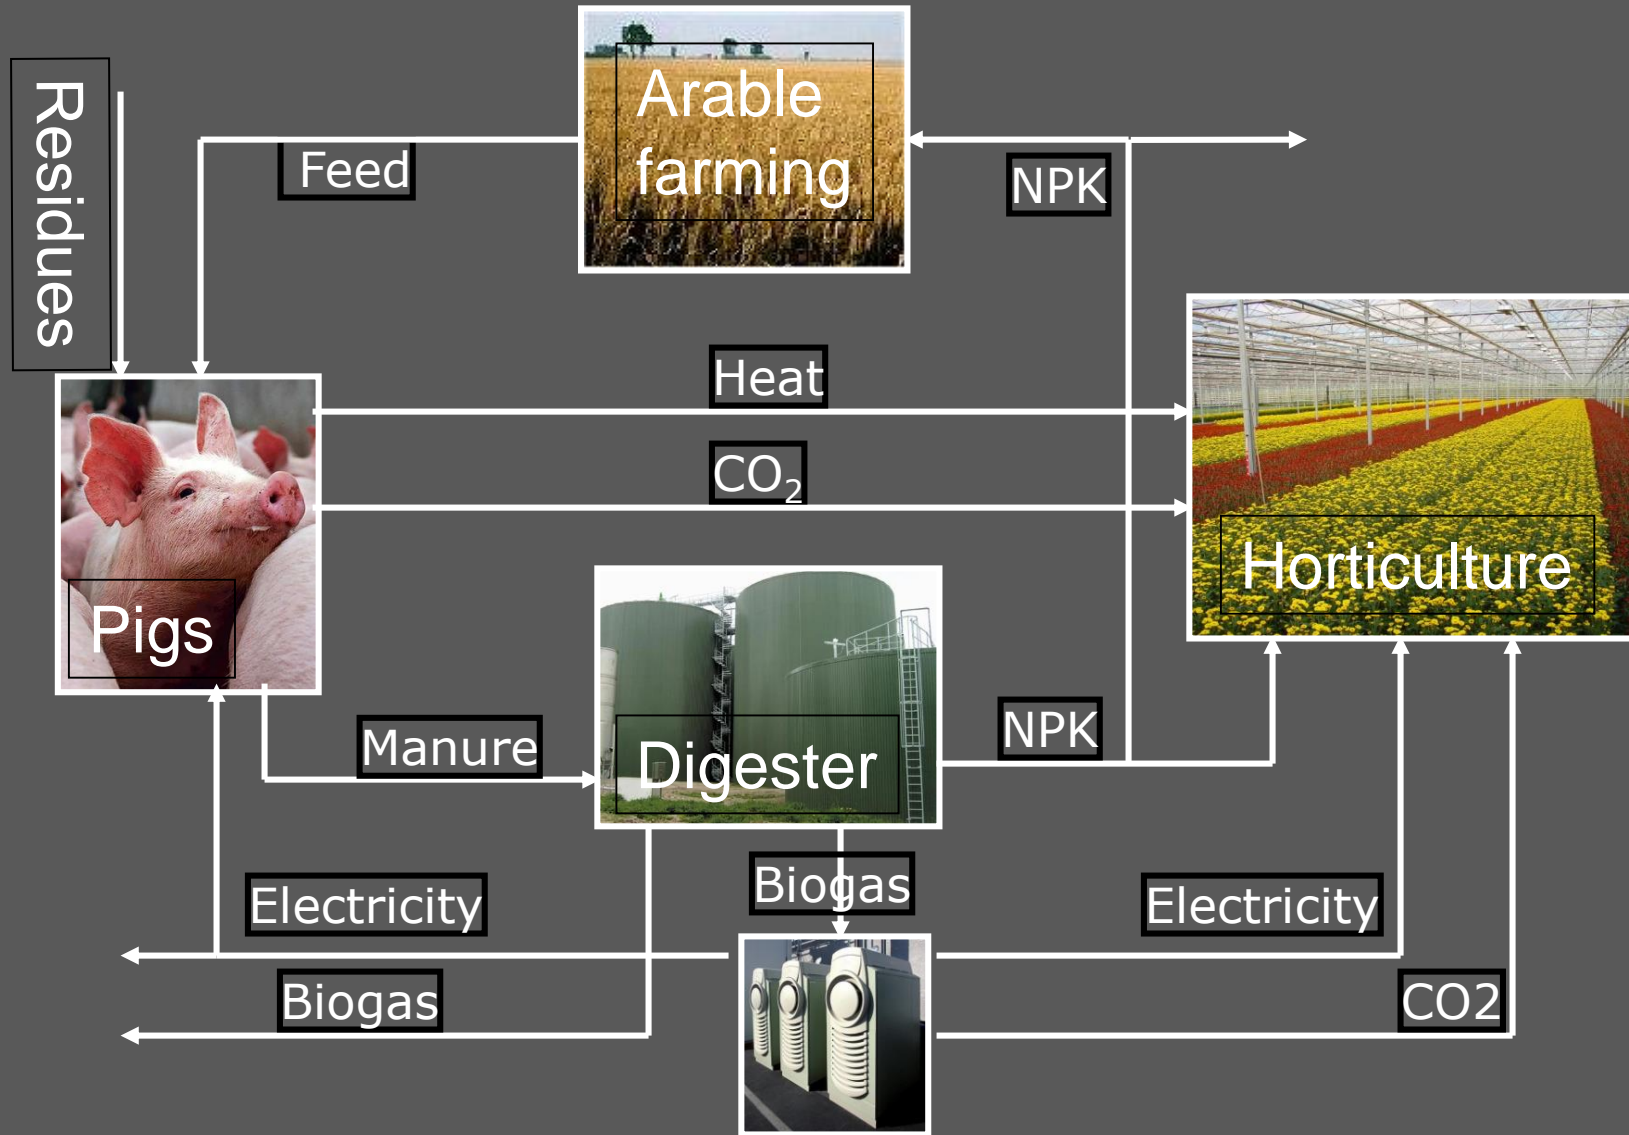 Residues
Arable
farming
Feed
NPK
Heat
CO₂
Horticulture
Pigs
Manure
Digester
NPK
Electricity
Biogas
Electricity
Biogas
CO2